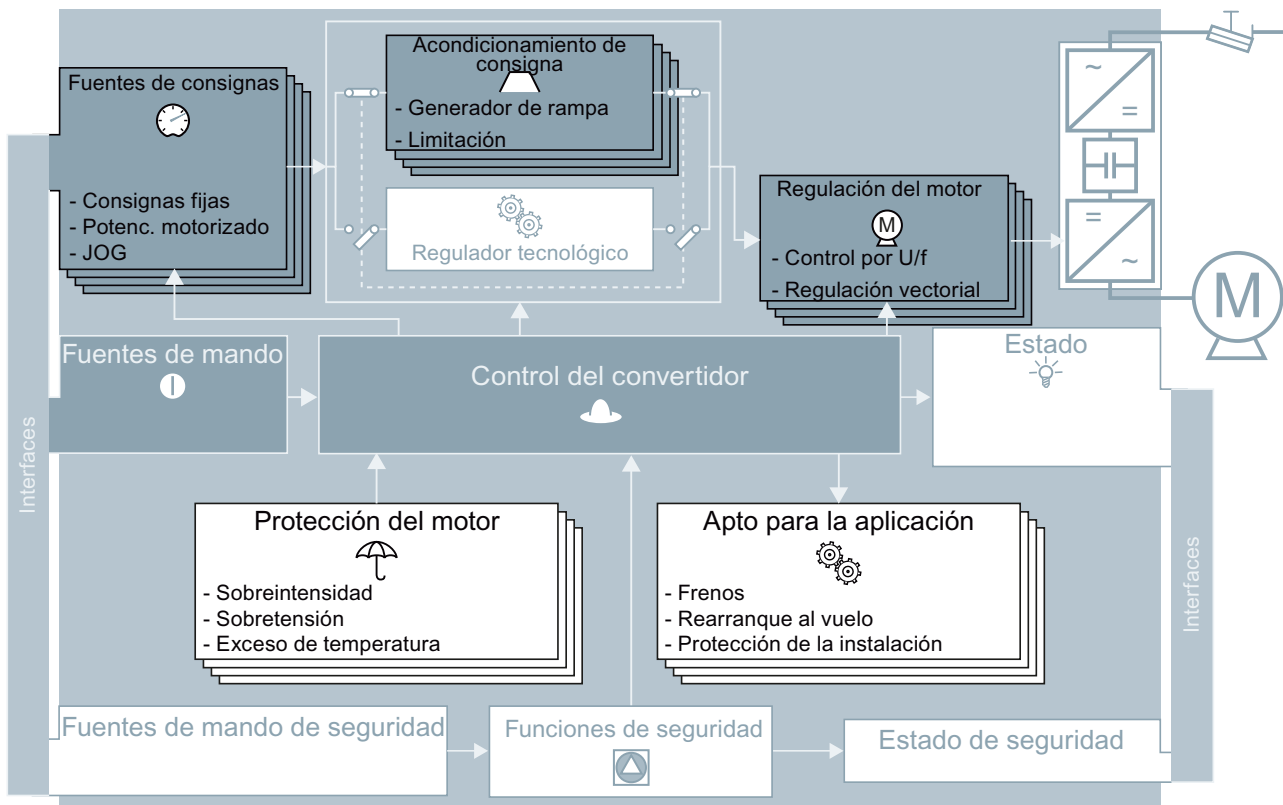 Fuentes de consignas
- Consignas fijas
- Potenc. motorizado
- JOG
Acondicionamiento de
consigna
- Generador de rampa
- Limitación
Regulador tecnológico
Regulación del motor
M
- Control por U/f
- Regulación vectorial
~
=
=
~
M
Interfaces
Fuentes de mando
Control del convertidor
Estado
Interfaces
Protección del motor
- Sobreintensidad
- Sobretensión
- Exceso de temperatura
Apto para la aplicación
- Frenos
- Rearranque al vuelo
- Protección de la instalación
Fuentes de mando de seguridad
Funciones de seguridad
Estado de seguridad